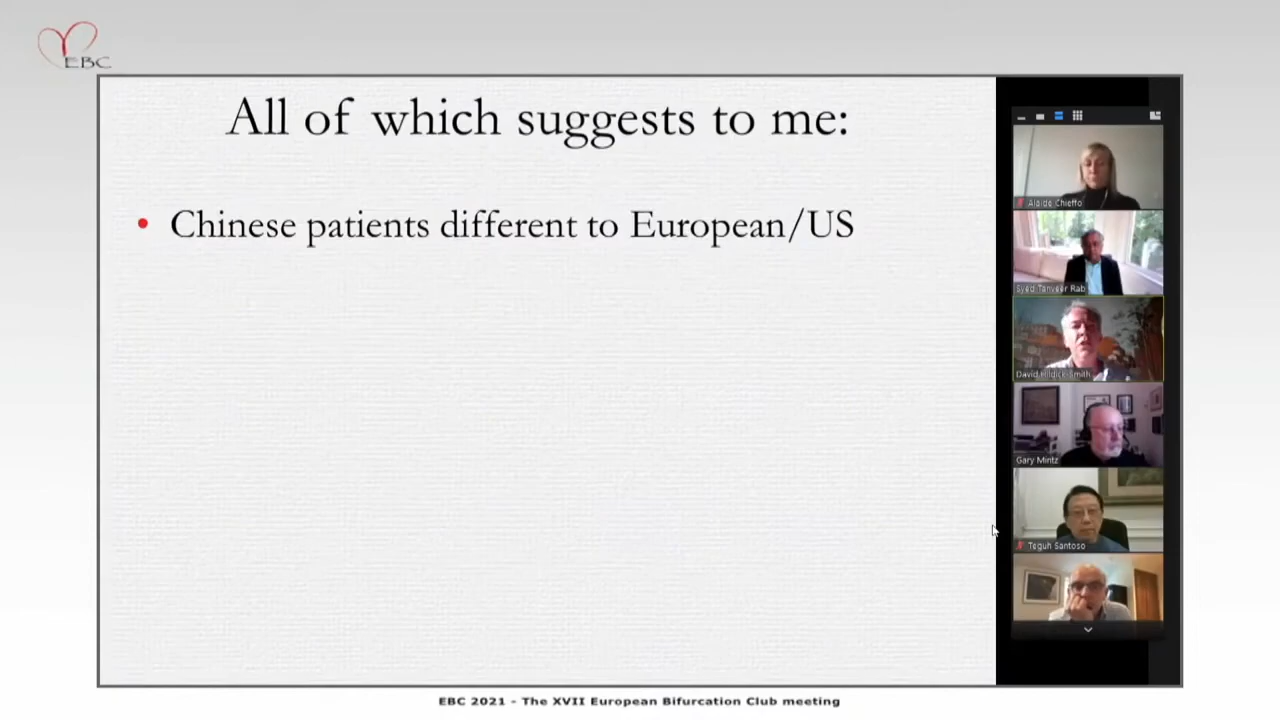 EBC
All of which suggests to me:
• Chinese patients different to European/US
Alaide Chieffo
Syed Tanveer Rab
David Hildick-Smith
Gary Mintz
Teguh Santoso
EBC 2021 - The XVII European Bifurcation Club meeting